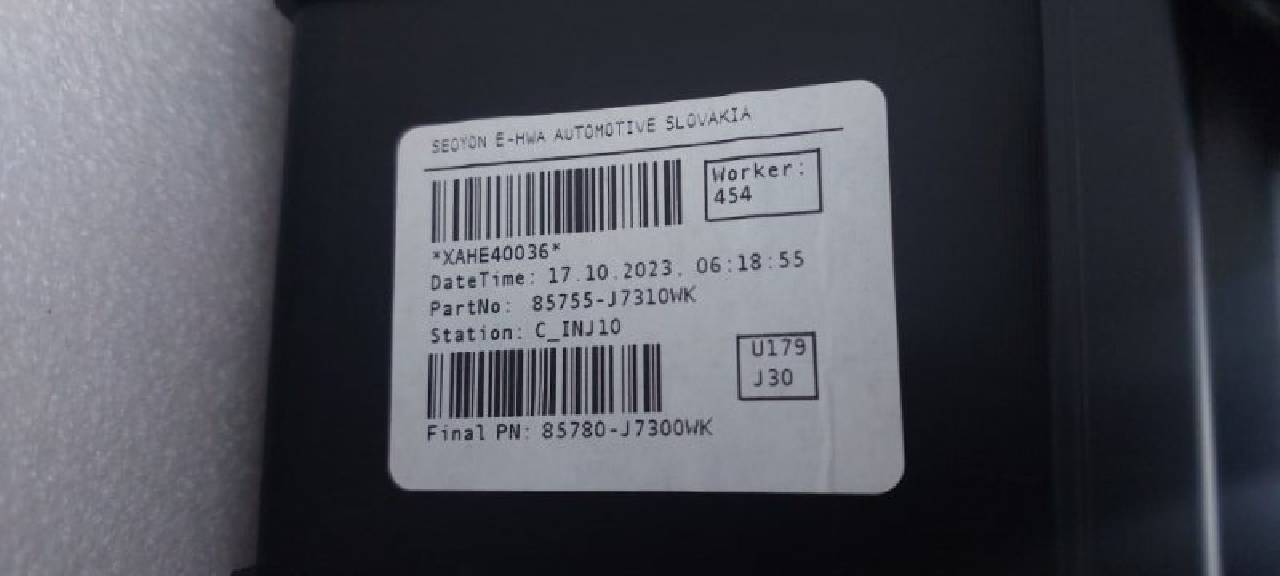 SEOYON E-HWA AUTOMOTIVE SLOVAKIA
Worker:
454
*XAHE40036*
DateTime: 17.10.2023. 06:18:55
PartNo: 85755-J7310WK
Station: C_INJ10
U179
J30
Final PN: 85780-J7300WK